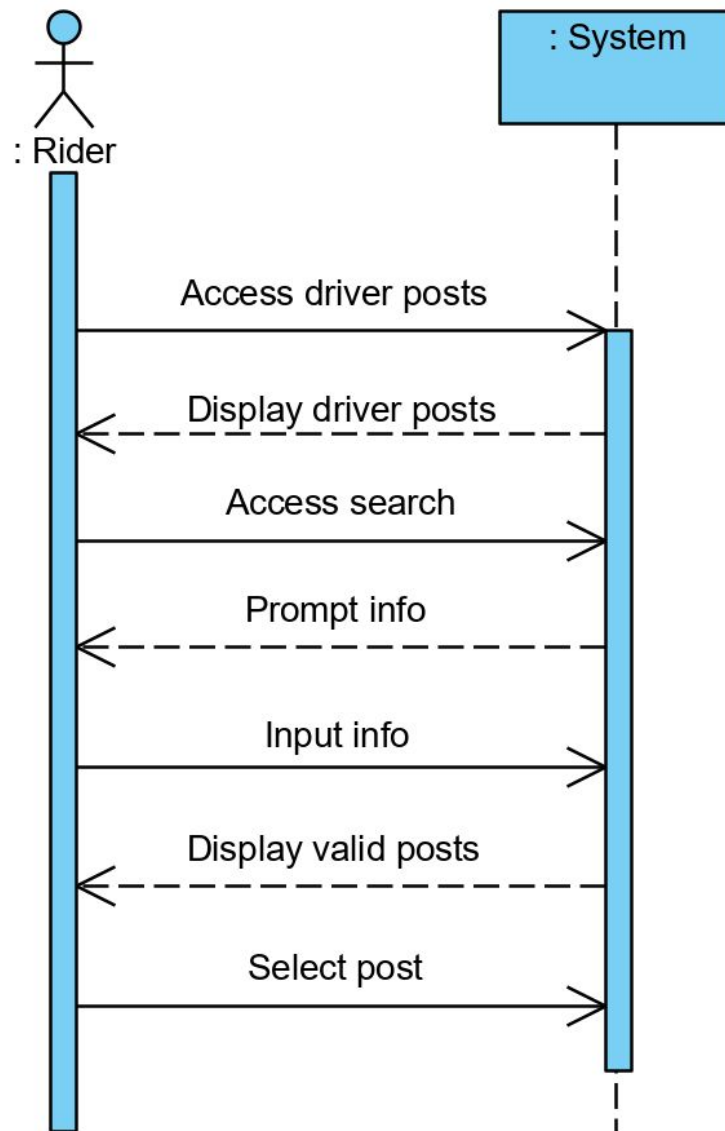 : System
: Rider
Access driver posts
Display driver posts
Access search
Prompt info
Input info
Display valid posts
Select post